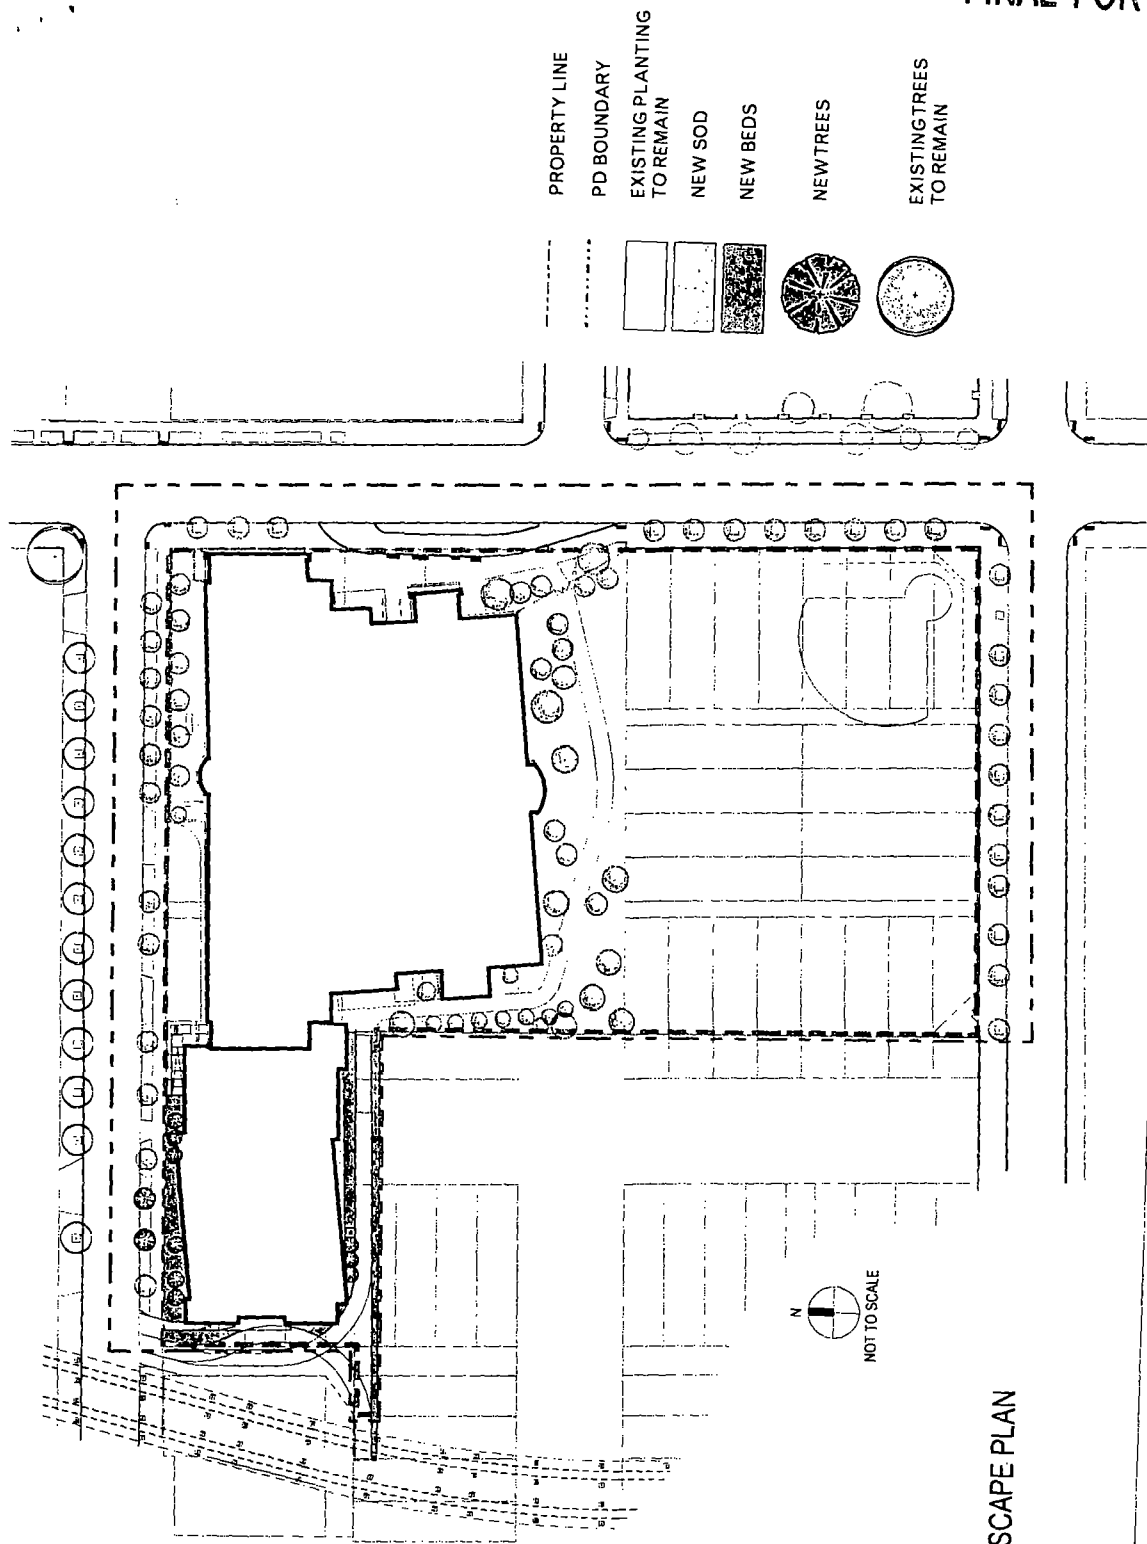 FINAL FOR
PROPERTY LINE
PD BOUNDARY
EXISTING PLANTING
TO REMAIN
NEW SOD
NEW BEDS
NEW TREES
EXISTING TREES
TO REMAIN
N
NOT TO SCALE
SCAPE PLAN